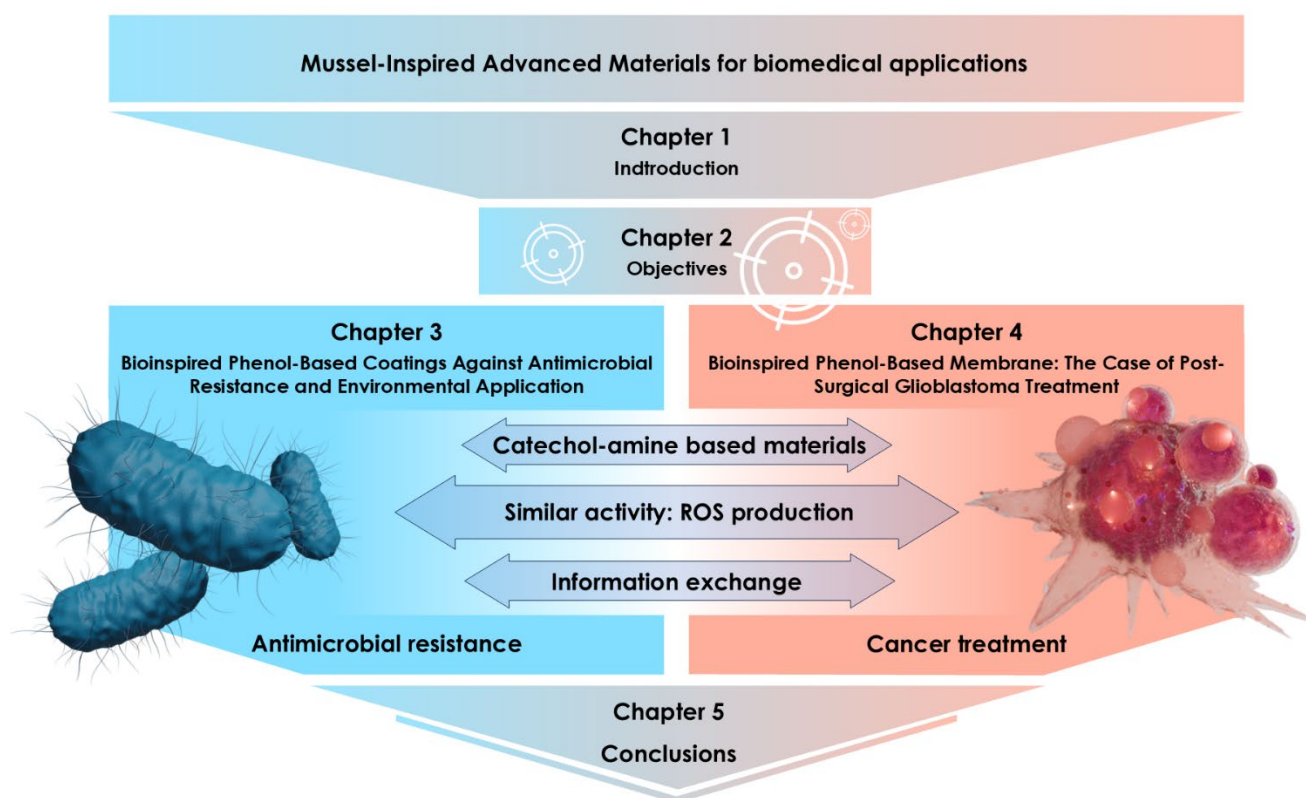 Mussel-Inspired Advanced Materials for biomedical applications
Chapter 1
Indtroduction
Chapter 2
Objectives
Chapter 3
Bioinspired Phenol-Based Coatings Against Antimicrobial
Resistance and Environmental Application
Chapter 4
Bioinspired Phenol-Based Membrane: The Case of Post-
Surgical Glioblastoma Treatment
Catechol-amine based materials
Similar activity: ROS production
Information exchange
Antimicrobial resistance
Cancer treatment
Chapter 5
Conclusions